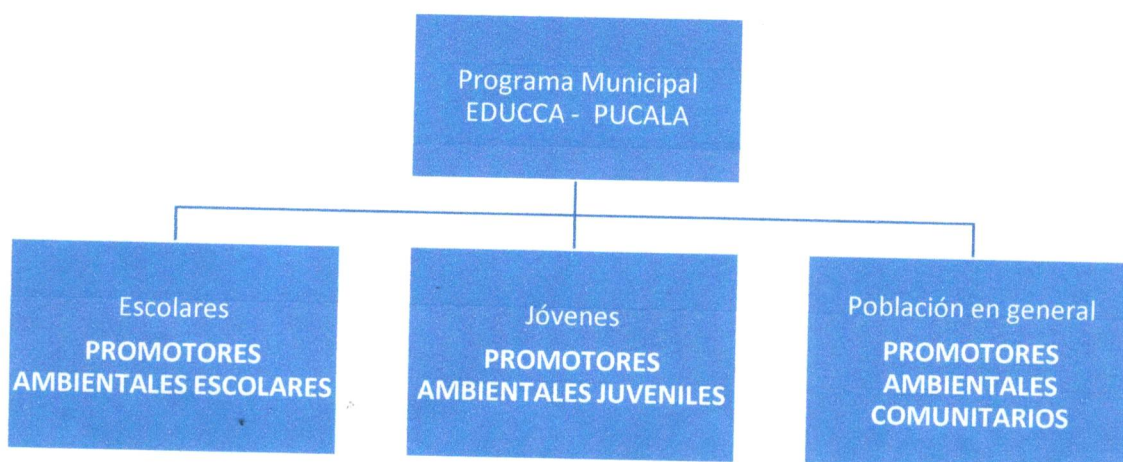 Programa Municipal
EDUCCA - PUCALA
Escolares
PROMOTORES
AMBIENTALES ESCOLARES
Jóvenes
PROMOTORES
AMBIENTALES JUVENILES
Población en general
PROMOTORES
AMBIENTALES
COMUNITARIOS